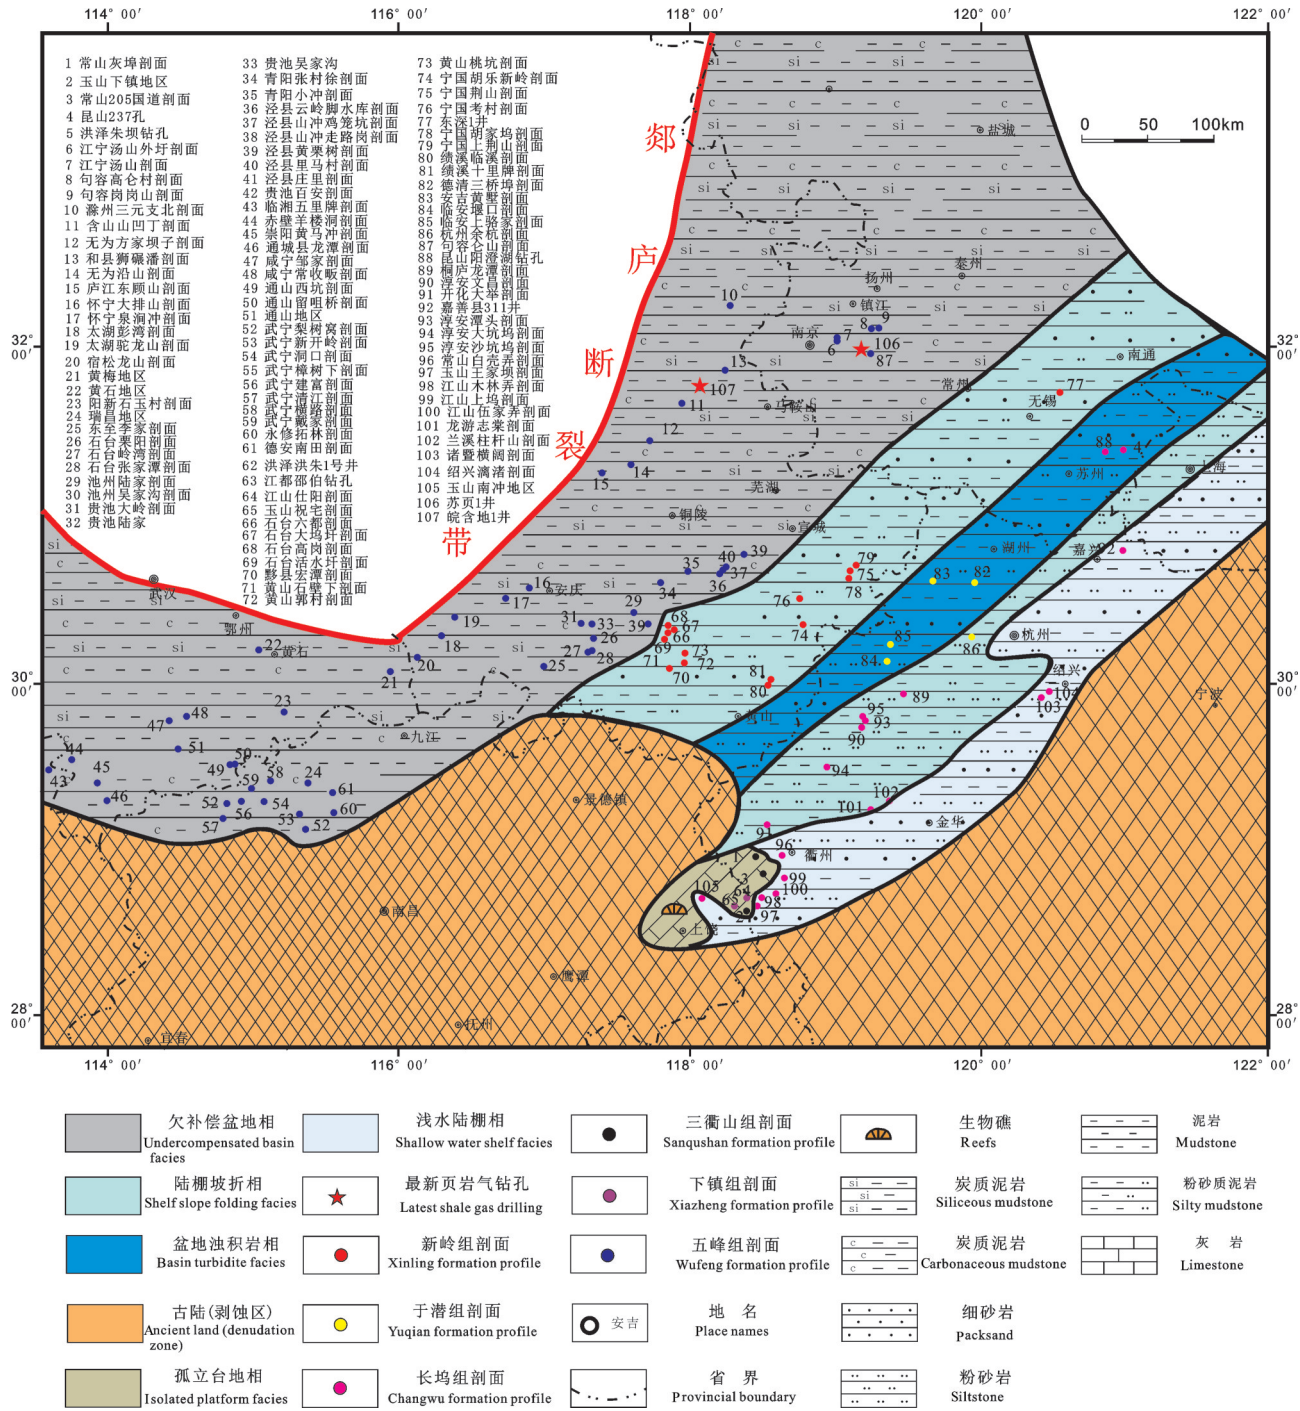 114° 00′
116° 00′
118° 00′
120° 00′
122° 00′
1 常山灰埠剖面
2 玉山下镇地区
3 常山205国道剖面
4 昆山237孔
5 洪泽朱坝钻孔
6 江宁汤山外圩剖面
7 江宁汤山剖面
8 句容高仑村剖面
9 句容岗岗山剖面
10 滁州三元支北剖面
11 含山山凹丁剖面
12 无为方家坝子剖面
13 和县狮碾潘剖面
14 无为沿山剖面
15 庐江东顾山剖面
16 怀宁大排山剖面
17 怀宁泉涧冲剖面
18 太湖彭湾剖面
19 太湖驼龙山剖面
20 宿松龙山剖面
21 黄梅地区
22 黄石地区
23 阳新石玉村剖面
24 瑞昌地区
25 东至李家剖面
26 石台栗阳剖面
27 石台岭湾剖面
28 石台张家潭剖面
29 池州陆家剖面
30 池州吴家沟剖面
31 贵池大岭剖面
32 贵池陆家
33 贵池吴家沟
34 青阳张村徐剖面
35 青阳小冲剖面
36 泾县云岭脚水库剖面
37 泾县山冲鸡笼坑剖面
38 泾县山冲走路岗剖面
39 泾县黄栗树剖面
40 泾县里马村剖面
41 泾县庄里剖面
42 贵池百安剖面
43 临湘五里牌剖面
44 赤壁羊楼洞剖面
45 崇阳黄马冲剖面
46 通城县龙潭剖面
47 咸宁邹家剖面
48 咸宁常收畈剖面
49 通山西坑剖面
50 通山留咀桥剖面
51 通山地区
52 武宁梨树窝剖面
53 武宁新开岭剖面
54 武宁洞口剖面
55 武宁樟树下剖面
56 武宁建富剖面
57 武宁清江剖面
58 武宁横路剖面
59 武宁戴家剖面
60 永修拓林剖面
61 德安南田剖面
62 洪泽洪朱1号井
63 江都邵伯钻孔
64 江山仕阳剖面
65 玉山祝宅剖面
66 石台六都剖面
67 石台大坞圩剖面
68 石台高岗剖面
69 石台活水圩剖面
70 黟县宏潭剖面
71 黄山石壁下剖面
72 黄山郭村剖面
73 黄山桃坑剖面
74 宁国胡乐新岭剖面
75 宁国荆山剖面
76 宁国考村剖面
77 东深1井
78 宁国胡家坞剖面
79 宁国上荆山剖面
80 绩溪临溪剖面
81 绩溪十里牌剖面
82 德清三桥埠剖面
83 安吉黄墅剖面
84 临安堰口剖面
85 临安上骆家剖面
86 杭州余杭剖面
87 句容仑山剖面
88 昆山阳澄湖钻孔
89 桐庐龙潭剖面
90 淳安文昌剖面
91 开化大举剖面
92 嘉善县311井
93 淳安潭头剖面
94 淳安大坑坞剖面
95 淳安沙坑坞剖面
96 常山白壳弄剖面
97 玉山王家坝剖面
98 江山木林弄剖面
99 江山上坞剖面
100 江山伍家弄剖面
101 龙游志棠剖面
102 兰溪柱杆山剖面
103 诸暨横阔剖面
104 绍兴漓渚剖面
105 玉山南冲地区
106 苏页1井
107 皖含地1井
郯
庐
断
裂
带
0 50 100km
盐城
泰州
扬州
镇江
南京
南通
常州
无锡
马鞍山
芜湖
铜陵
宣城
苏州
上海
湖州
嘉兴
杭州
绍兴
宁波
安庆
武汉
鄂州
黄石
九江
黄山
景德镇
金华
衢州
上饶
南昌
鹰潭
抚州
宜春
32° 00′
30° 00′
28° 00′
32° 00′
30° 00′
28° 00′
114° 00′
116° 00′
118° 00′
120° 00′
122° 00′
欠补偿盆地相
Undercompensated basin
facies
浅水陆棚相
Shallow water shelf facies
三衢山组剖面
Sanqushan formation profile
生物礁
Reefs
泥岩
Mudstone
陆棚坡折相
Shelf slope folding facies
最新页岩气钻孔
Latest shale gas drilling
下镇组剖面
Xiazheng formation profile
炭质泥岩
Siliceous mudstone
粉砂质泥岩
Silty mudstone
盆地浊积岩相
Basin turbidite facies
新岭组剖面
Xinling formation profile
五峰组剖面
Wufeng formation profile
炭质泥岩
Carbonaceous mudstone
灰 岩
Limestone
古陆(剥蚀区)
Ancient land (denudation
zone)
于潜组剖面
Yuqian formation profile
安吉
地 名
Place names
细砂岩
Packsand
孤立台地相
Isolated platform facies
长坞组剖面
Changwu formation profile
省 界
Provincial boundary
粉砂岩
Siltstone